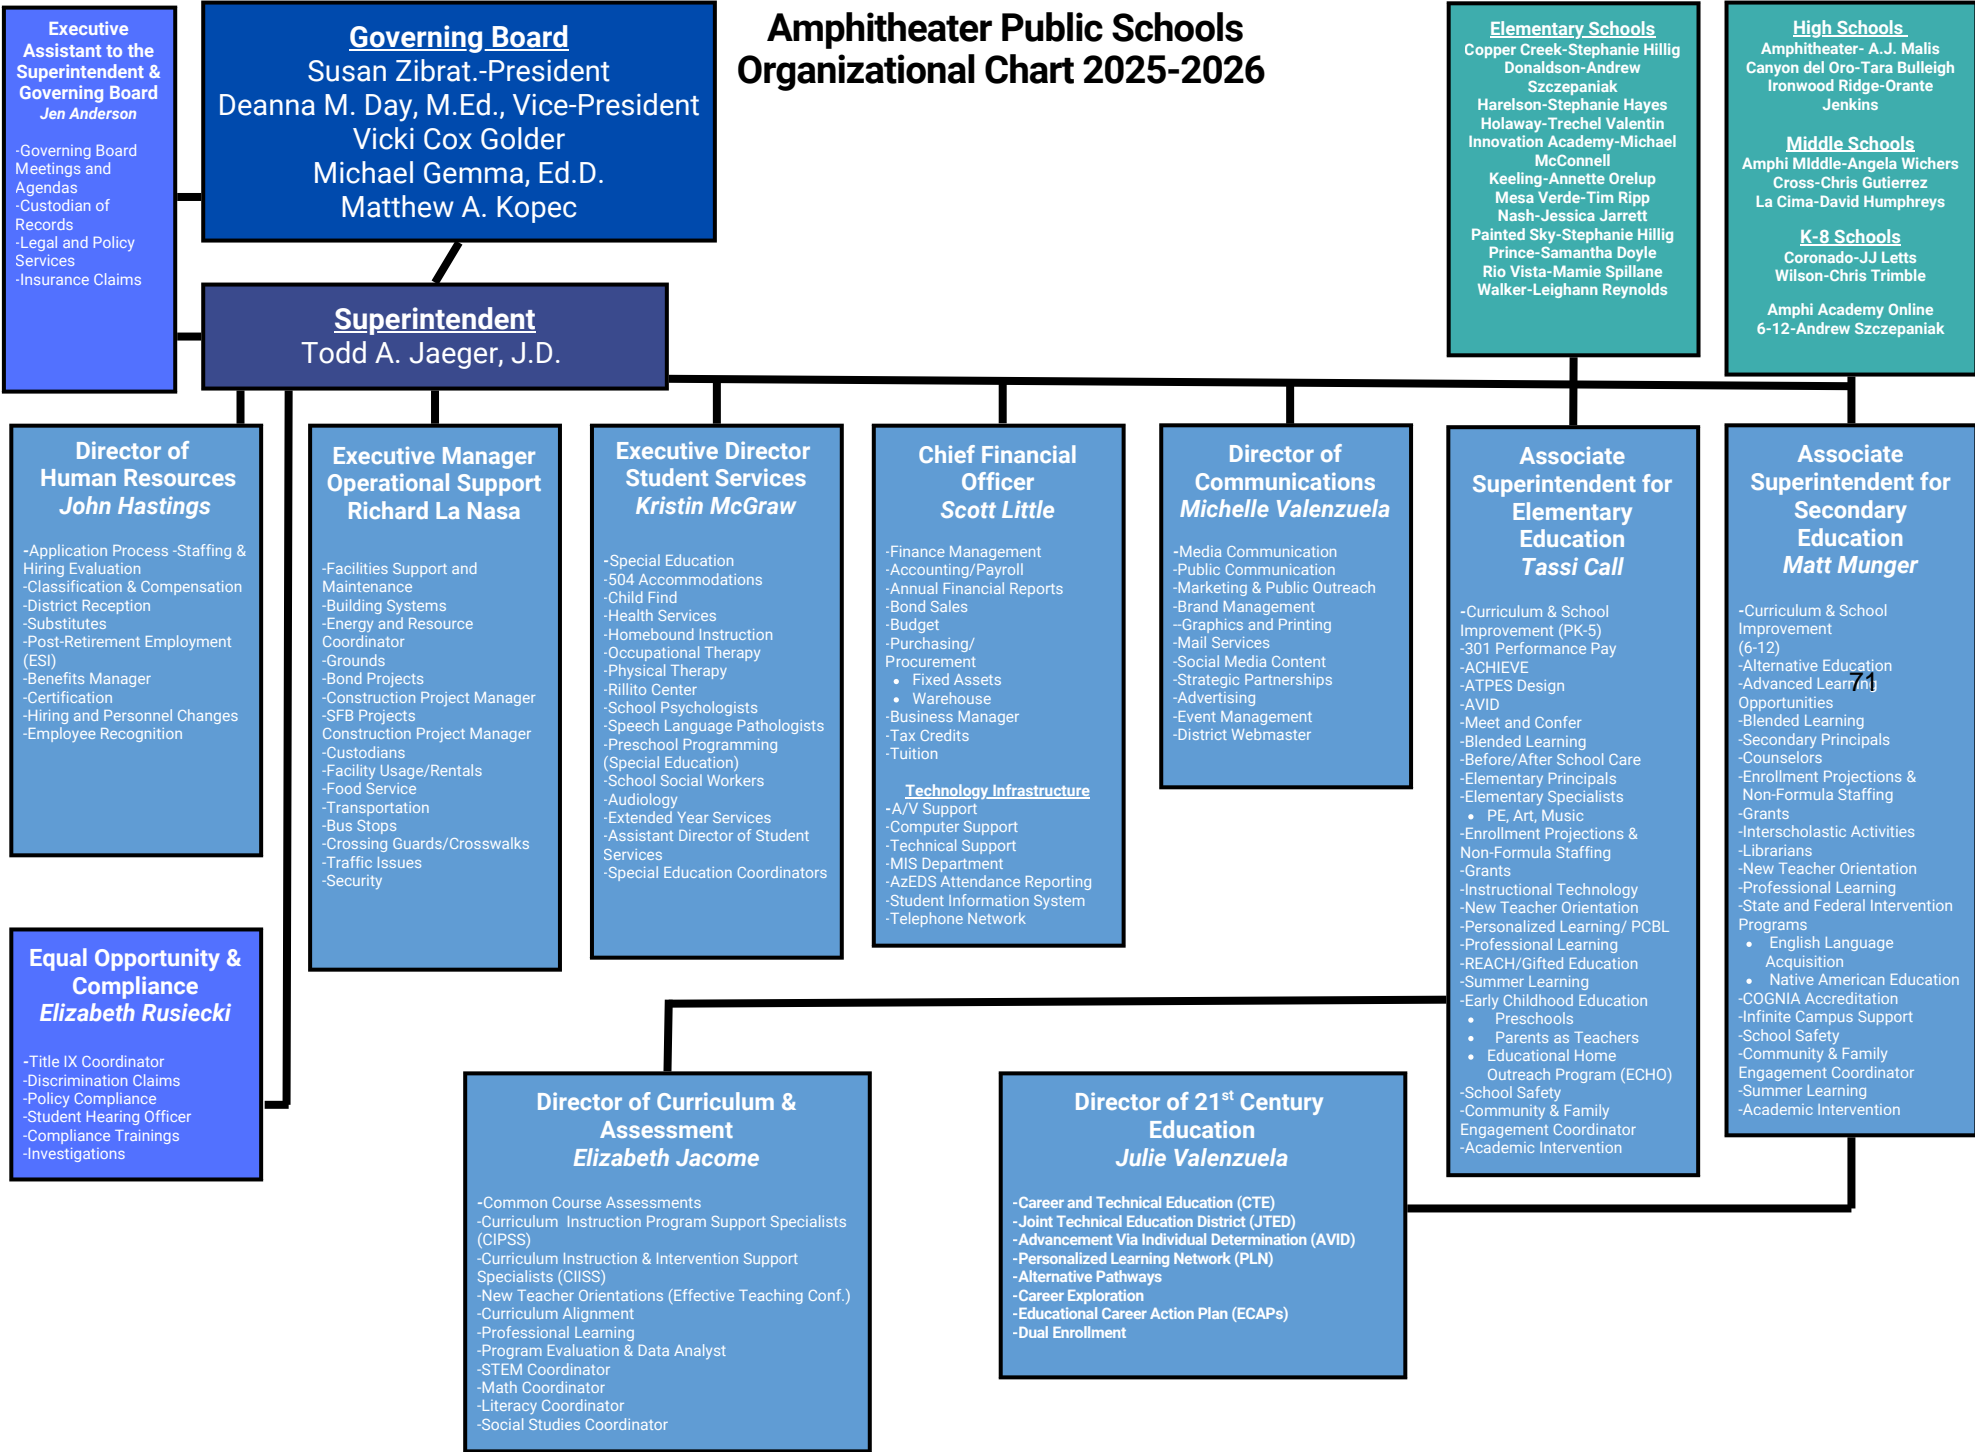 Amphitheater Public Schools
Organizational Chart 2025-2026
Executive
Assistant to the
Superintendent &
Governing Board
Jen Anderson
-Governing Board
Meetings and
Agendas
-Custodian of
Records
-Legal and Policy
Services
-Insurance Claims
Governing Board
Susan Zibrat.-President
Deanna M. Day, M.Ed., Vice-President
Vicki Cox Golder
Michael Gemma, Ed.D.
Matthew A. Kopec
Superintendent
Todd A. Jaeger, J.D.
Elementary Schools
Copper Creek-Stephanie Hillig
Donaldson-Andrew
Szczepaniak
Harelson-Stephanie Hayes
Holaway-Trechel Valentin
Innovation Academy-Michael
McConnell
Keeling-Annette Orelup
Mesa Verde-Tim Ripp
Nash-Jessica Jarrett
Painted Sky-Stephanie Hillig
Prince-Samantha Doyle
Rio Vista-Mamie Spillane
Walker-Leighann Reynolds
High Schools
Amphitheater- A.J. Malis
Canyon del Oro-Tara Bulleigh
Ironwood Ridge-Orante
Jenkins
Middle Schools
Amphi MIddle-Angela Wichers
Cross-Chris Gutierrez
La Cima-David Humphreys
K-8 Schools
Coronado-JJ Letts
Wilson-Chris Trimble
Amphi Academy Online
6-12-Andrew Szczepaniak
Director of
Human Resources
John Hastings
-Application Process -Staffing &
Hiring Evaluation
-Classification & Compensation
-District Reception
-Substitutes
-Post-Retirement Employment
(ESI)
-Benefits Manager
-Certification
-Hiring and Personnel Changes
-Employee Recognition
Executive Manager
Operational Support
Richard La Nasa
-Facilities Support and
Maintenance
-Building Systems
-Energy and Resource
Coordinator
-Grounds
-Bond Projects
-Construction Project Manager
-SFB Projects
Construction Project Manager
-Custodians
-Facility Usage/Rentals
-Food Service
-Transportation
-Bus Stops
-Crossing Guards/Crosswalks
-Traffic Issues
-Security
Executive Director
Student Services
Kristin McGraw
-Special Education
-504 Accommodations
-Child Find
-Health Services
-Homebound Instruction
-Occupational Therapy
-Physical Therapy
-Rillito Center
-School Psychologists
-Speech Language Pathologists
-Preschool Programming
(Special Education)
-School Social Workers
-Audiology
-Extended Year Services
-Assistant Director of Student
Services
-Special Education Coordinators
Chief Financial
Officer
Scott Little
-Finance Management
-Accounting/Payroll
-Annual Financial Reports
-Bond Sales
-Budget
-Purchasing/
Procurement
• Fixed Assets
• Warehouse
-Business Manager
-Tax Credits
-Tuition
Technology Infrastructure
-A/V Support
-Computer Support
-Technical Support
-MIS Department
-AzEDS Attendance Reporting
-Student Information System
-Telephone Network
Director of
Communications
Michelle Valenzuela
-Media Communication
-Public Communication
-Marketing & Public Outreach
-Brand Management
--Graphics and Printing
-Mail Services
-Social Media Content
-Strategic Partnerships
-Advertising
-Event Management
-District Webmaster
Associate
Superintendent for
Elementary
Education
Tassi Call
-Curriculum & School
Improvement (PK-5)
-301 Performance Pay
-ACHIEVE
-ATPES Design
-AVID
-Meet and Confer
-Blended Learning
-Before/After School Care
-Elementary Principals
-Elementary Specialists
• PE, Art, Music
-Enrollment Projections &
Non-Formula Staffing
-Grants
-Instructional Technology
-New Teacher Orientation
-Personalized Learning/ PCBL
-Professional Learning
-REACH/Gifted Education
-Summer Learning
-Early Childhood Education
• Preschools
• Parents as Teachers
• Educational Home
Outreach Program (ECHO)
-School Safety
-Community & Family
Engagement Coordinator
-Academic Intervention
Associate
Superintendent for
Secondary
Education
Matt Munger
-Curriculum & School
Improvement
(6-12)
-Alternative Education
-Advanced Learning
71
Opportunities
-Blended Learning
-Secondary Principals
-Counselors
-Enrollment Projections &
Non-Formula Staffing
-Grants
-Interscholastic Activities
-Librarians
-New Teacher Orientation
-Professional Learning
-State and Federal Intervention
Programs
• English Language
Acquisition
• Native American Education
-COGNIA Accreditation
-Infinite Campus Support
-School Safety
-Community & Family
Engagement Coordinator
-Summer Learning
-Academic Intervention
Equal Opportunity &
Compliance
Elizabeth Rusiecki
-Title IX Coordinator
-Discrimination Claims
-Policy Compliance
-Student Hearing Officer
-Compliance Trainings
-Investigations
Director of Curriculum &
Assessment
Elizabeth Jacome
-Common Course Assessments
-Curriculum Instruction Program Support Specialists
(CIPSS)
-Curriculum Instruction & Intervention Support
Specialists (CIISS)
-New Teacher Orientations (Effective Teaching Conf.)
-Curriculum Alignment
-Professional Learning
-Program Evaluation & Data Analyst
-STEM Coordinator
-Math Coordinator
-Literacy Coordinator
-Social Studies Coordinator
Director of 21st Century
Education
Julie Valenzuela
-Career and Technical Education (CTE)
-Joint Technical Education District (JTED)
-Advancement Via Individual Determination (AVID)
-Personalized Learning Network (PLN)
-Alternative Pathways
-Career Exploration
-Educational Career Action Plan (ECAPs)
-Dual Enrollment